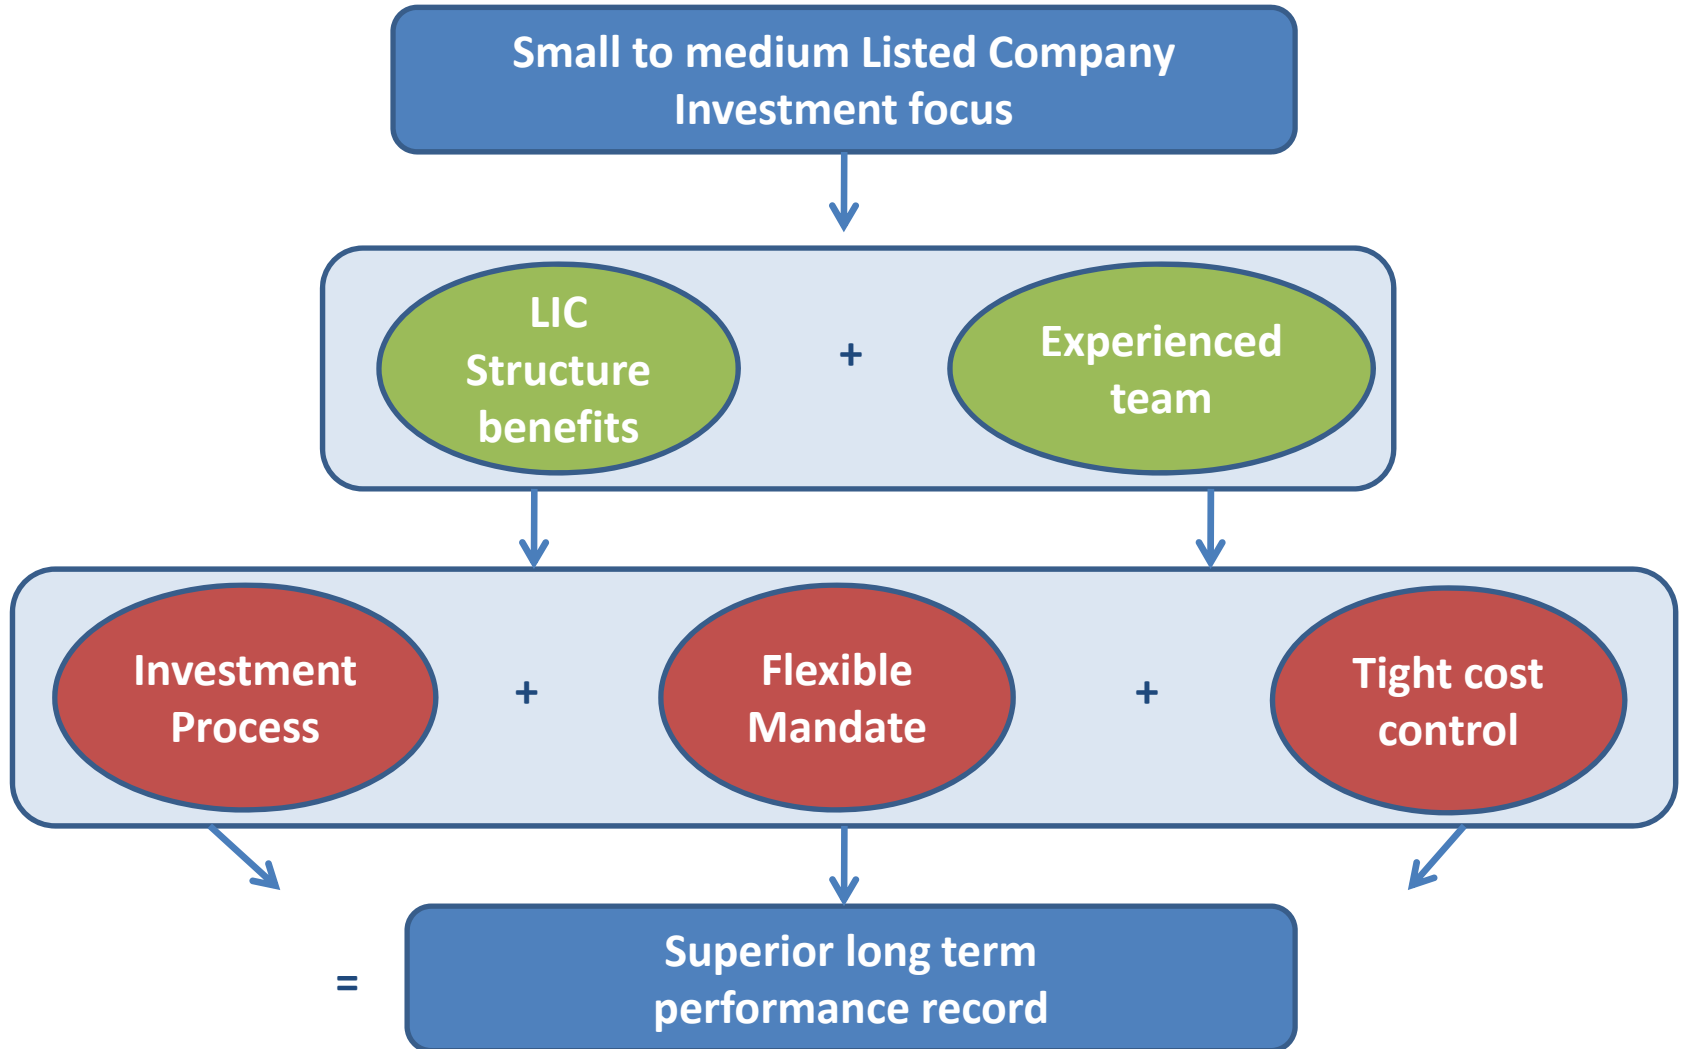 Small to medium Listed Company
Investment focus
LIC
Structure
benefits
+
Experienced
team
Investment
Process
+
Flexible
Mandate
+
Tight cost
control
=
Superior long term
performance record